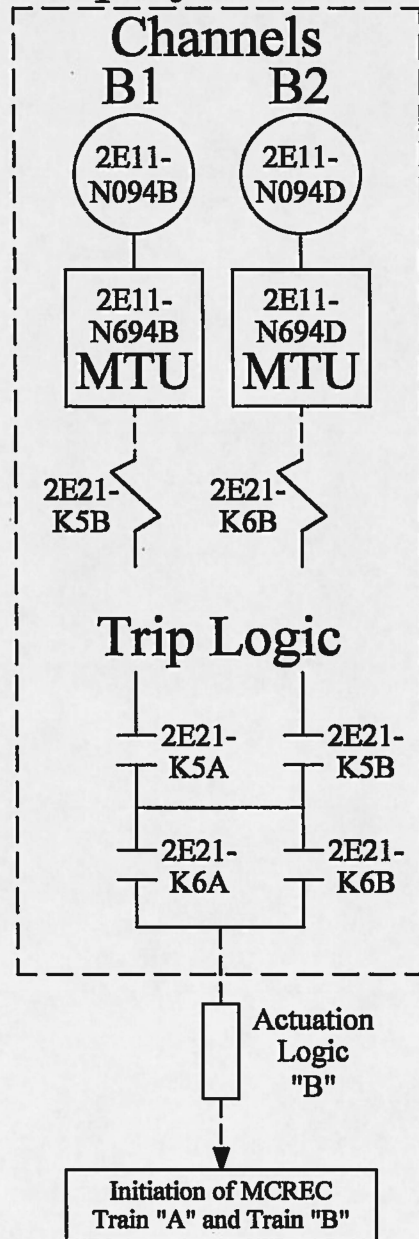 Channels
B1 B2
2E11- 2E11-
N094B N094D
2E11- 2E11-
N694B N694D
MTU MTU
2E21- 2E21-
K5B K6B
Trip Logic
2E21- 2E21-
K5A K5B
2E21- 2E21-
K6A K6B
Actuation
Logic
"B"
Initiation of MCREC
Train "A" and Train "B"